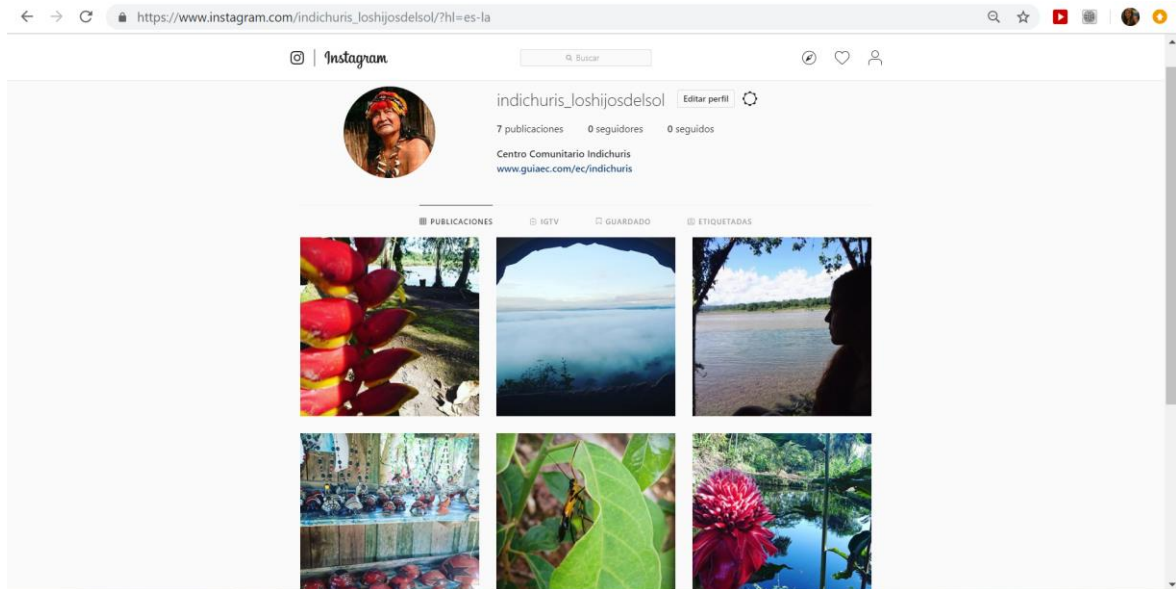 https://www.instagram.com/indichuris_loshijosdelsol/?hl=es-la
Instagram
Buscar
indichuris_loshijosdelsol Editar perfil
7 publicaciones 0 seguidores 0 seguidos
Centro Comunitario Indichuris
www.guiaec.com/ec/indichuris
PUBLICACIONES IGTV GUARDADO ETIQUETADAS